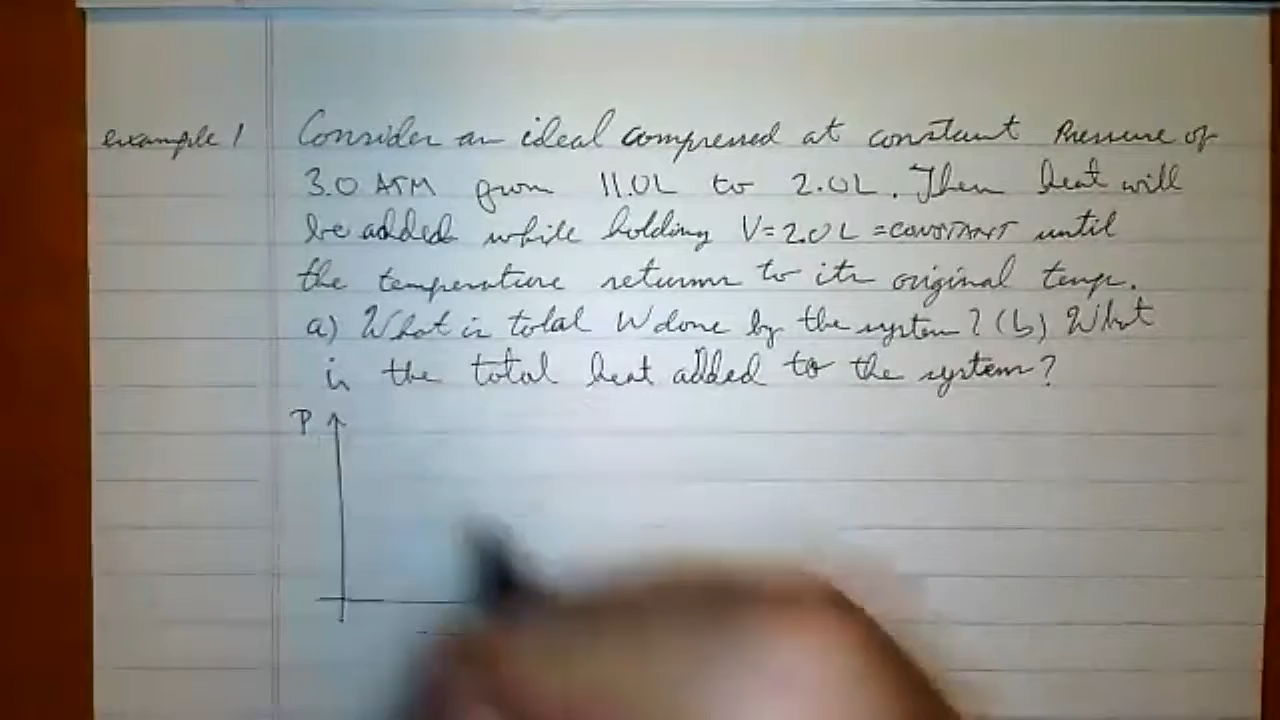 example 1 Consider an ideal compressed at constant Pressure of
3.0 ATM from 11.0L to 2.0L. Then heat will
be added while holding V=2.0L = CONSTANT until
the temperature returns to its original temp.
a) What is total W done by the system? (b) What
is the total heat added to the system?
P